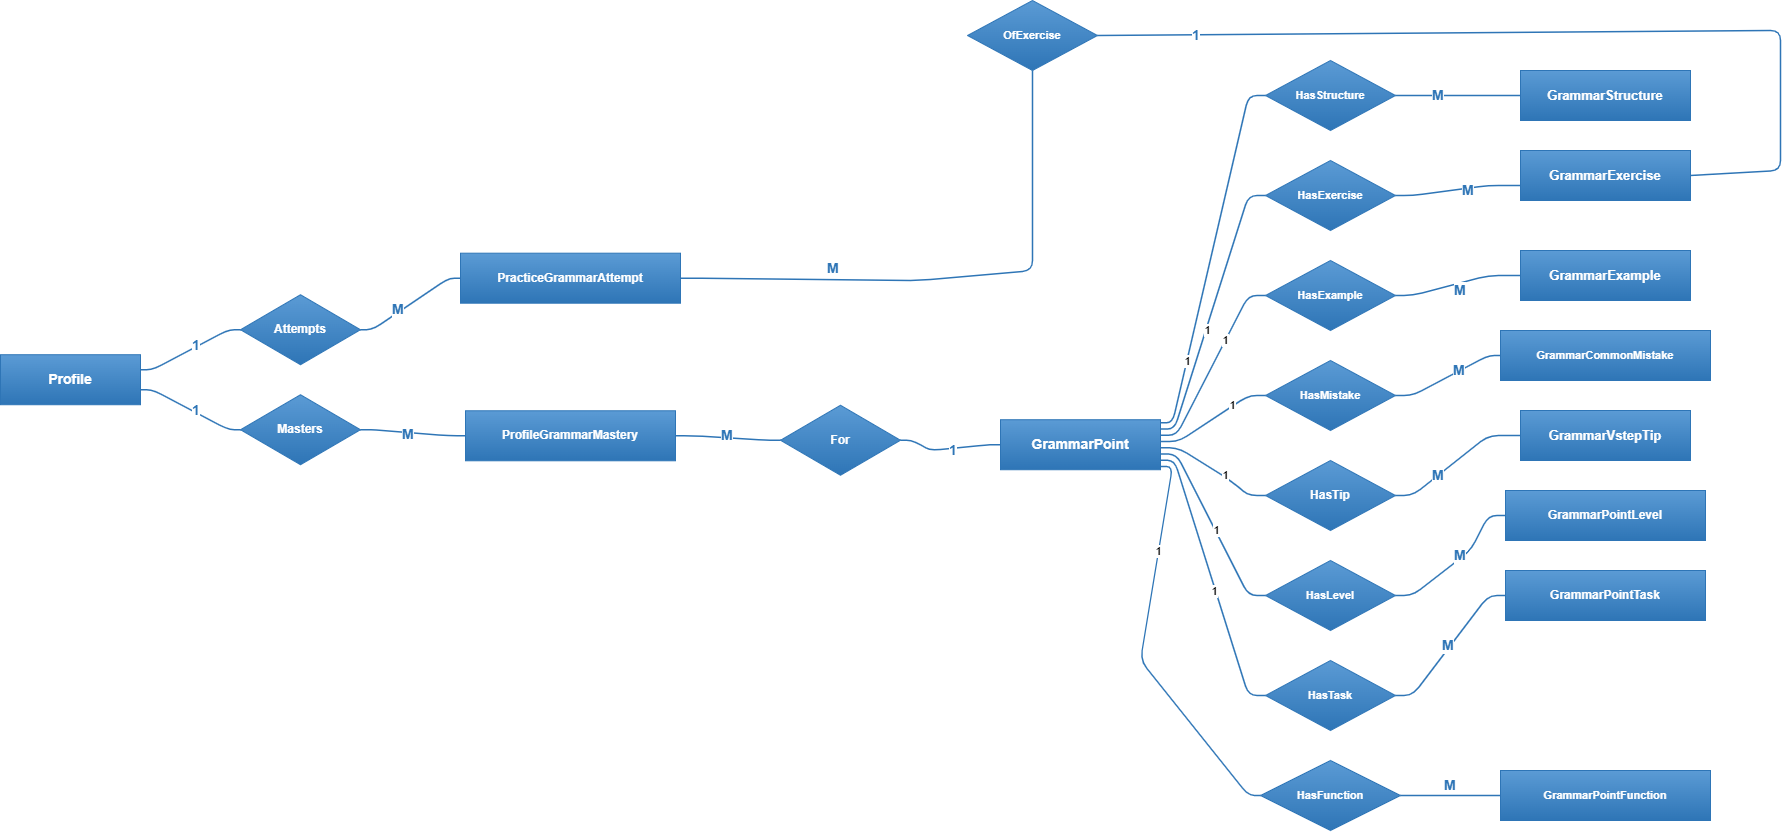 OfExercise
1
HasStructure
M
GrammarStructure
HasExercise
M
GrammarExercise
PracticeGrammarAttempt
M
HasExample
M
GrammarExample
Attempts
M
1
1
1
1
HasMistake
M
GrammarCommonMistake
Profile
1
1
Masters
M
ProfileGrammarMastery
M
For
1
GrammarPoint
GrammarVstepTip
1
HasTip
M
GrammarPointLevel
1
1
M
HasLevel
1
GrammarPointTask
M
HasTask
HasFunction
M
GrammarPointFunction